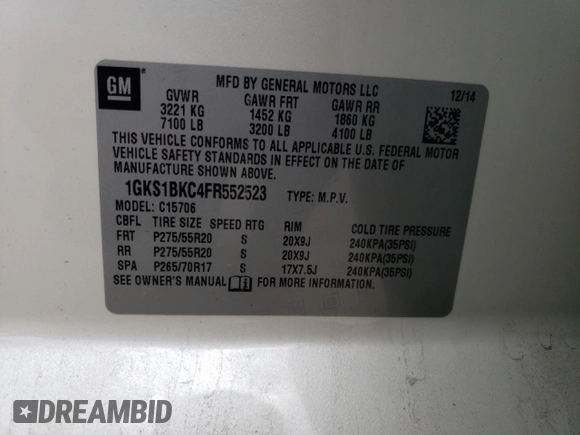 GM
MFD BY GENERAL MOTORS LLC
12/14
GVWR GAWR FRT GAWR RR
3221 KG 1452 KG 1860 KG
7100 LB 3200 LB 4100 LB
THIS VEHICLE CONFORMS TO ALL APPLICABLE U.S. FEDERAL MOTOR
VEHICLE SAFETY STANDARDS IN EFFECT ON THE DATE OF
MANUFACTURE SHOWN ABOVE.
1GKS1BKC4FR552523 TYPE: M.P.V.
MODEL: C15706
CBFL TIRE SIZE SPEED RTG RIM COLD TIRE PRESSURE
FRT P275/55R20 S 20X9J 240KPA(35PSI)
RR P275/55R20 S 20X9J 240KPA(35PSI)
SPA P265/70R17 S 17X7.5J 240KPA(35PSI)
SEE OWNER'S MANUAL FOR MORE INFORMATION.
DREAMBID